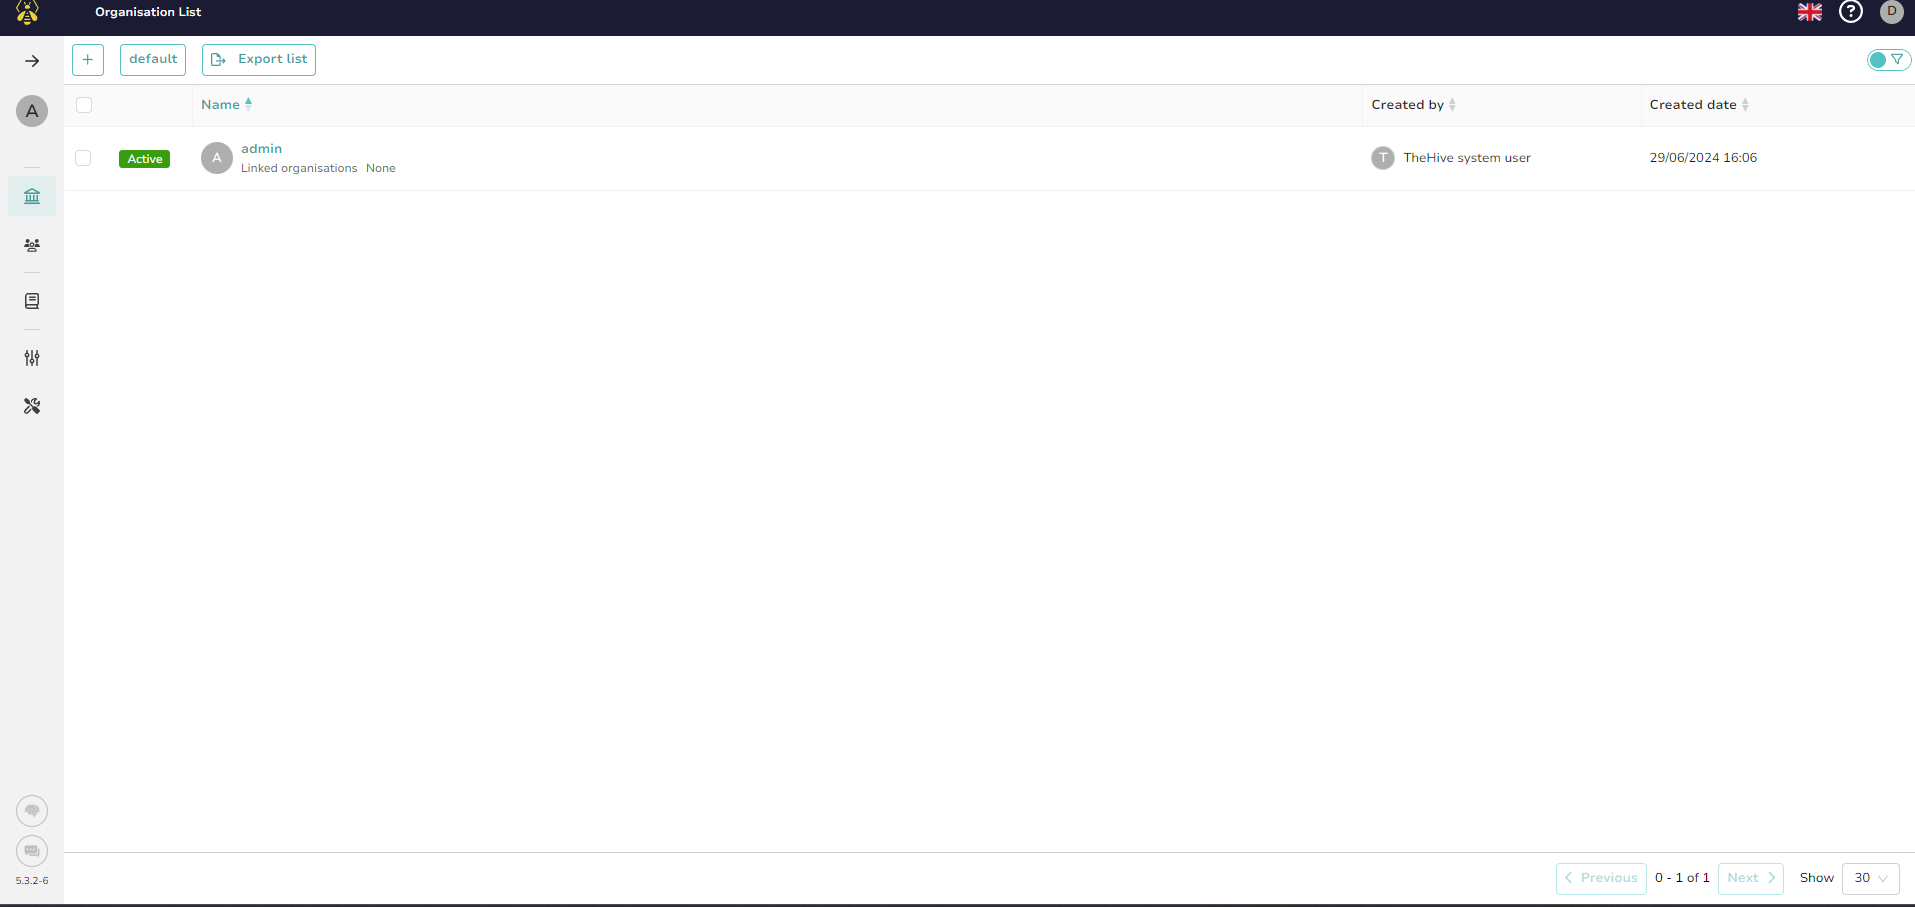 Organisation List
D
default
Export list
A
Name
Created by
Created date
Active
A
admin
Linked organisations None
T
TheHive system user
29/06/2024 16:06
5.3.2-6
Previous
0 - 1 of 1
Next
Show
30